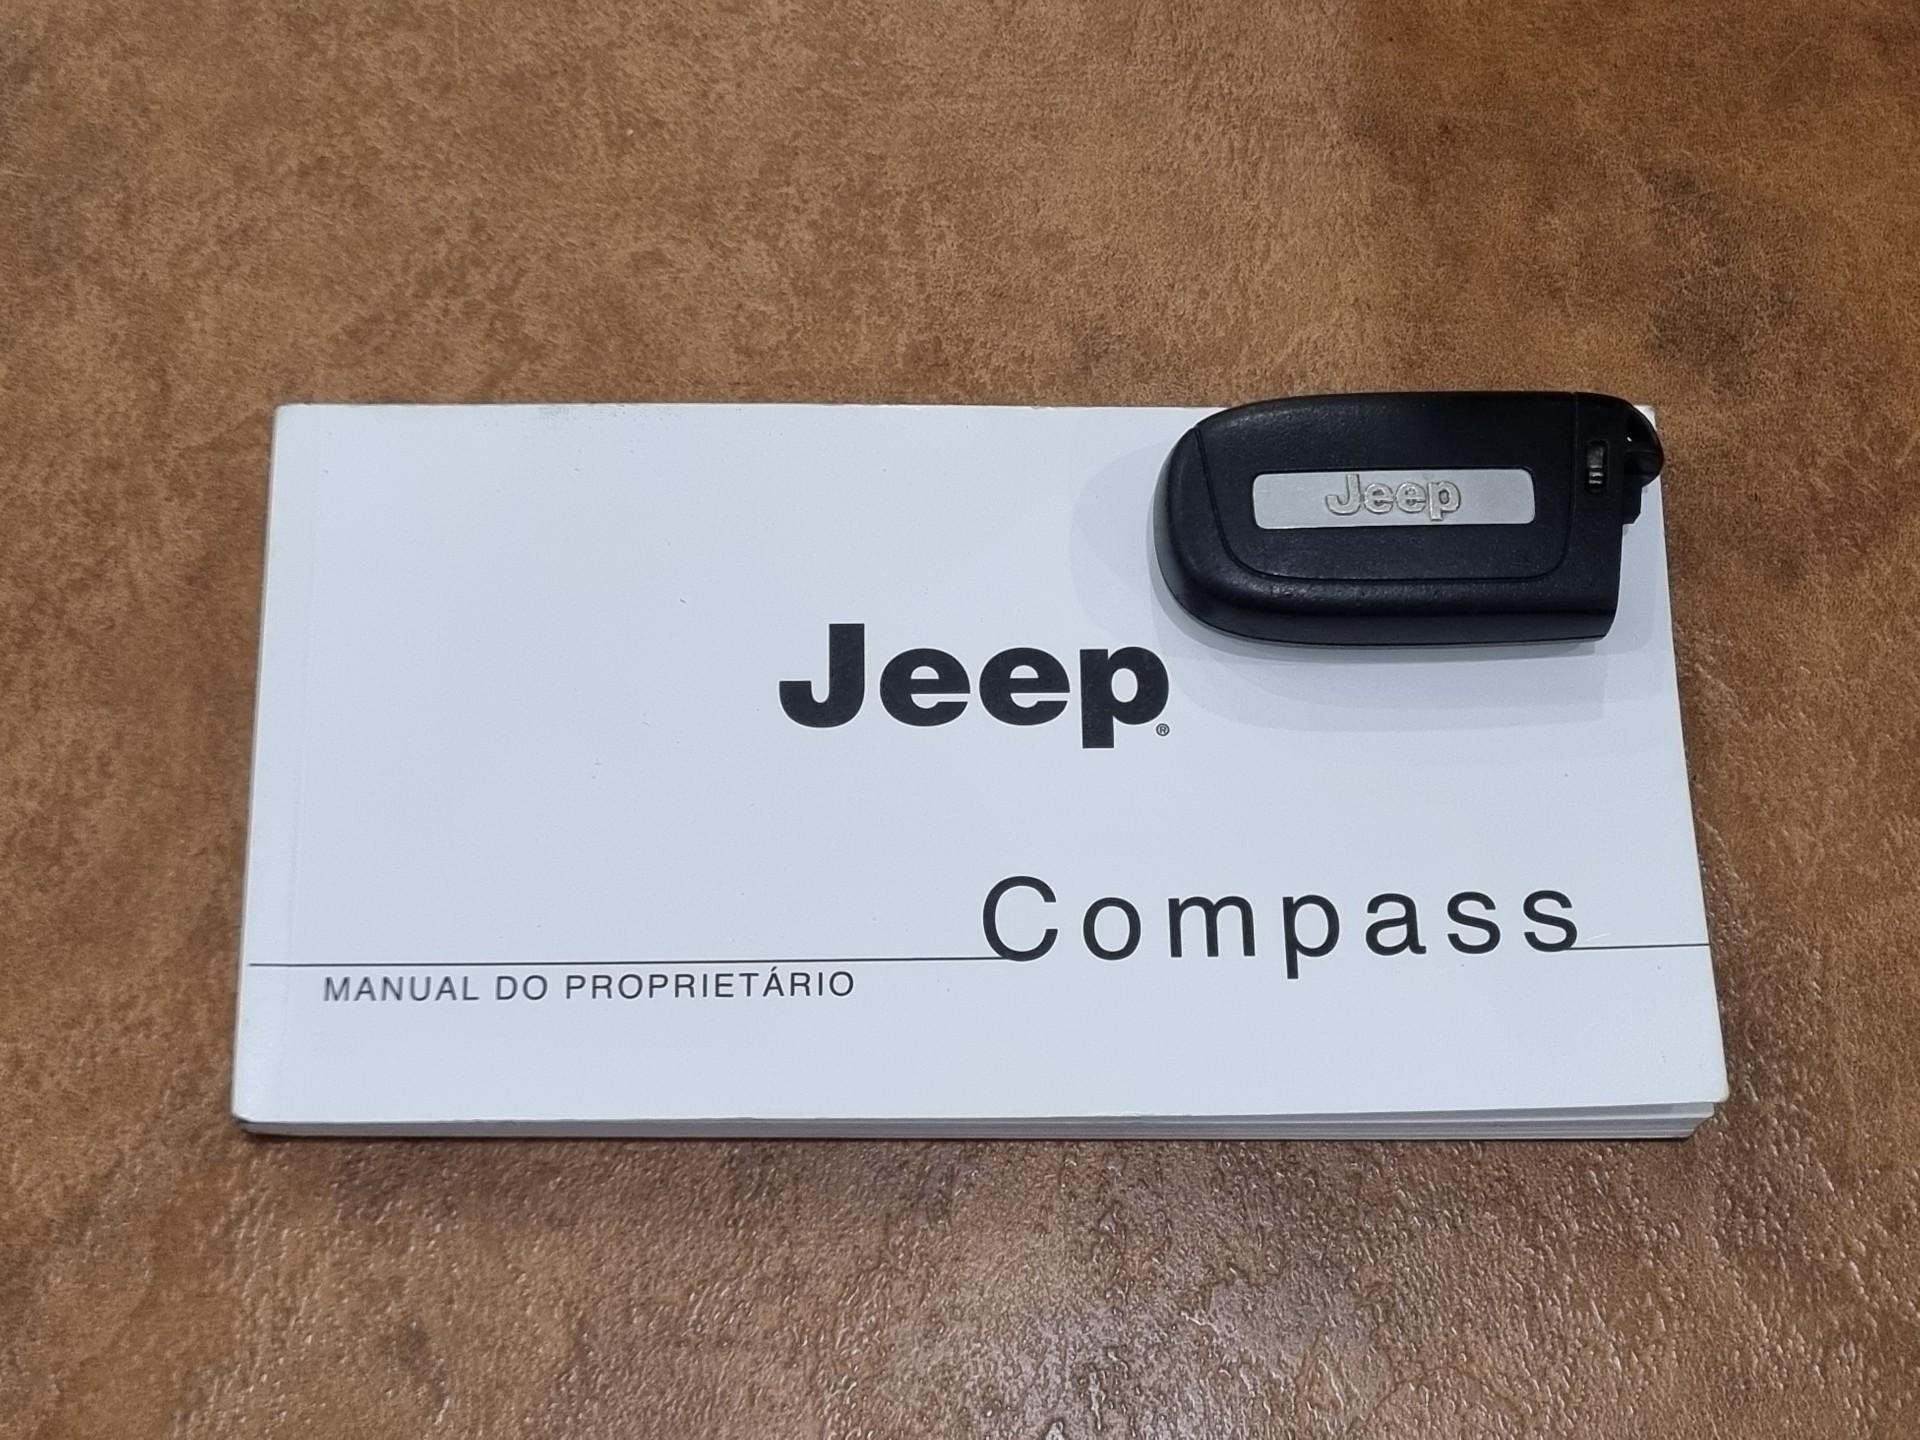 Jeep
Jeep®
Compass
MANUAL DO PROPRIETÁRIO